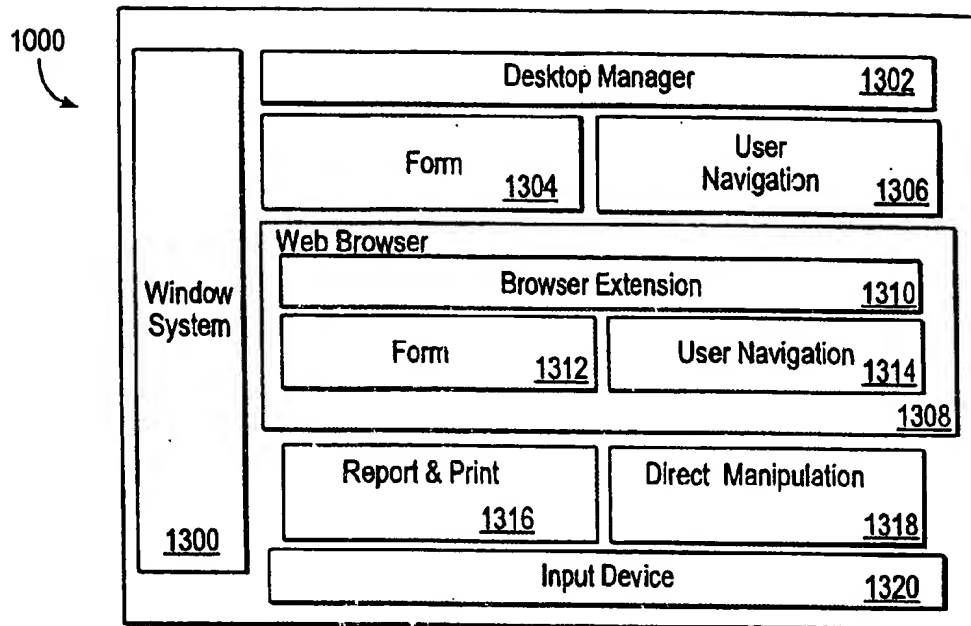 1000
Desktop Manager 1302
Form 1304
User
Navigation 1306
Web Browser
Browser Extension 1310
Form 1312
User Navigation 1314
1308
Window
System
1300
Report & Print
1316
Direct Manipulation
1318
Input Device 1320